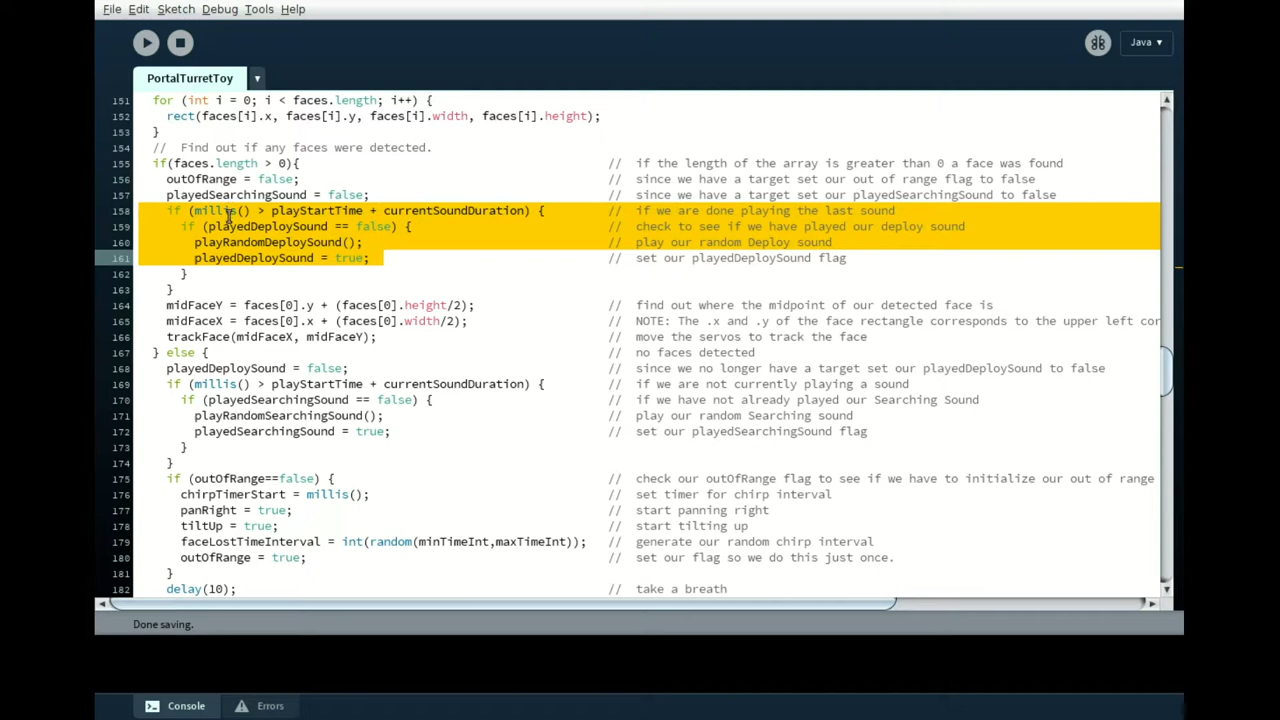 File Edit Sketch Debug Tools Help
Java ▾
PortalTurretToy ▾
151 for (int i = 0; i < faces.length; i++) {
152 rect(faces[i].x, faces[i].y, faces[i].width, faces[i].height);
153 }
154 // Find out if any faces were detected.
155 if(faces.length > 0){ // if the length of the array is greater than 0 a face was found
156 outOfRange = false; // since we have a target set our out of range flag to false
157 playedSearchingSound = false; // since we have a target set our playedSearchingSound to false
158 if (millis() > playStartTime + currentSoundDuration) { // if we are done playing the last sound
159 if (playedDeploySound == false) { // check to see if we have played our deploy sound
160 playRandomDeploySound(); // play our random Deploy sound
161 playedDeploySound = true; // set our playedDeploySound flag
162 }
163 }
164 midFaceY = faces[0].y + (faces[0].height/2); // find out where the midpoint of our detected face is
165 midFaceX = faces[0].x + (faces[0].width/2); // NOTE: The .x and .y of the face rectangle corresponds to the upper left cor
166 trackFace(midFaceX, midFaceY); // move the servos to track the face
167 } else { // no faces detected
168 playedDeploySound = false; // since we no longer have a target set our playedDeploySound to false
169 if (millis() > playStartTime + currentSoundDuration) { // if we are not currently playing a sound
170 if (playedSearchingSound == false) { // if we have not already played our Searching Sound
171 playRandomSearchingSound(); // play our random Searching sound
172 playedSearchingSound = true; // set our playedSearchingSound flag
173 }
174 }
175 if (outOfRange==false) { // check our outOfRange flag to see if we have to initialize our out of range
176 chirpTimerStart = millis(); // set timer for chirp interval
177 panRight = true; // start panning right
178 tiltUp = true; // start tilting up
179 faceLostTimeInterval = int(random(minTimeInt,maxTimeInt)); // generate our random chirp interval
180 outOfRange = true; // set our flag so we do this just once.
181 }
182 delay(10); // take a breath
Done saving.
Console Errors